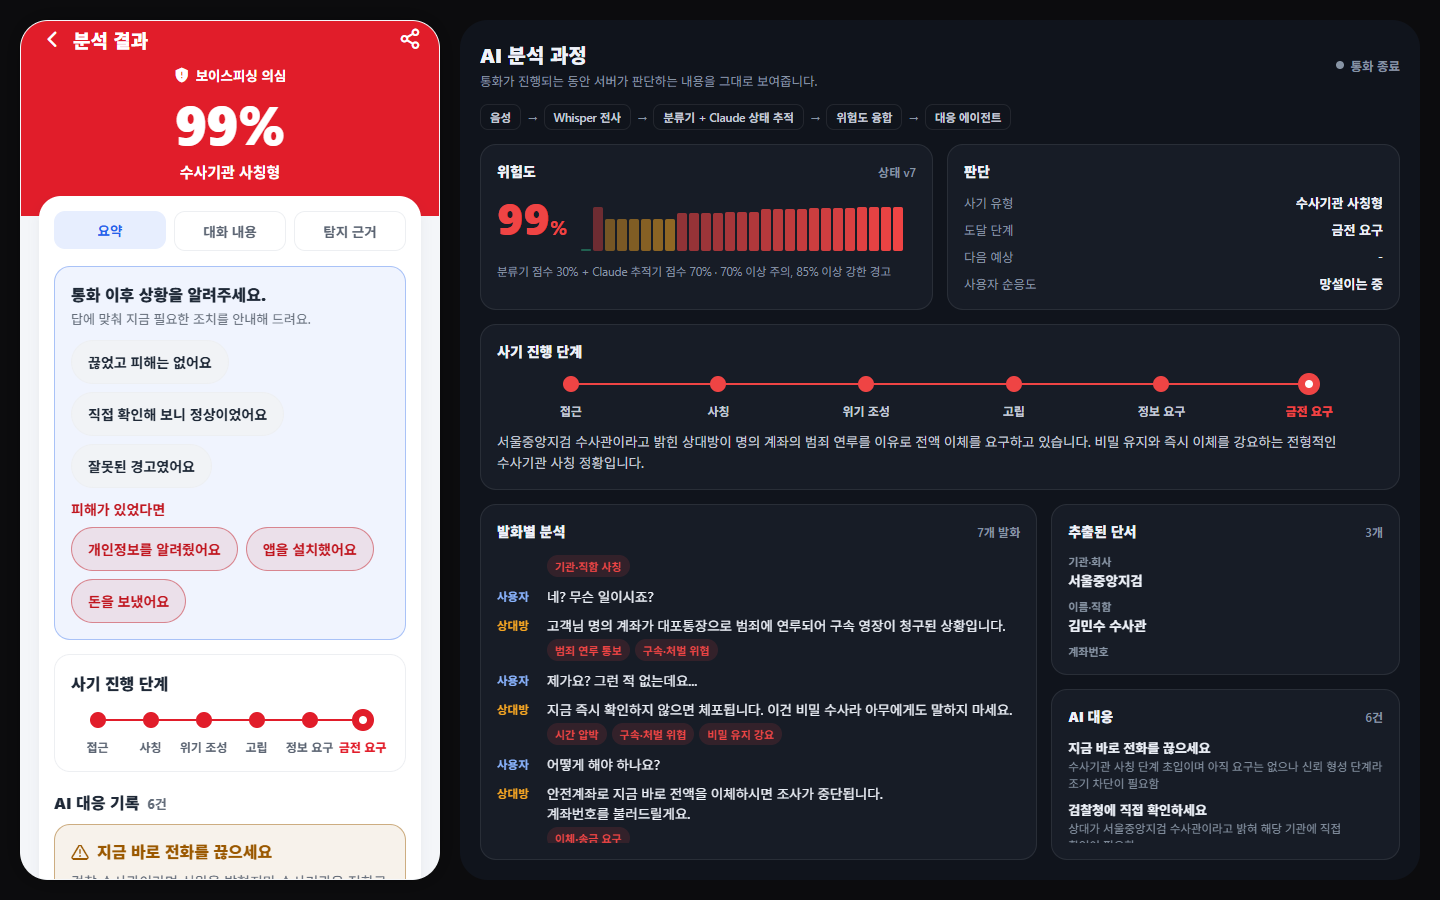 분석 결과
보이스피싱 의심
99%
수사기관 사칭형
요약
대화 내용
탐지 근거
통화 이후 상황을 알려주세요.
답에 맞춰 지금 필요한 조치를 안내해 드려요.
끊었고 피해는 없어요
직접 확인해 보니 정상이었어요
잘못된 경고였어요
피해가 있었다면
개인정보를 알려줬어요
앱을 설치했어요
돈을 보냈어요
사기 진행 단계
접근
사칭
위기 조성
고립
정보 요구
금전 요구
AI 대응 기록 6건
지금 바로 전화를 끊으세요
AI 분석 과정
통화가 진행되는 동안 서버가 판단하는 내용을 그대로 보여줍니다.
통화 종료
음성 → Whisper 전사 → 분류기 + Claude 상태 추적 → 위험도 융합 → 대응 에이전트
위험도
상태 v7
99%
분류기 점수 30% + Claude 추적기 점수 70% · 70% 이상 주의, 85% 이상 강한 경고
판단
사기 유형
수사기관 사칭형
도달 단계
금전 요구
다음 예상
-
사용자 순응도
망설이는 중
사기 진행 단계
접근
사칭
위기 조성
고립
정보 요구
금전 요구
서울중앙지검 수사관이라고 밝힌 상대방이 명의 계좌의 범죄 연루를 이유로 전액 이체를 요구하고 있습니다. 비밀 유지와 즉시 이체를 강요하는 전형적인
수사기관 사칭 정황입니다.
발화별 분석
7개 발화
기관·직함 사칭
사용자 네? 무슨 일이시죠?
상대방 고객님 명의 계좌가 대포통장으로 범죄에 연루되어 구속 영장이 청구된 상황입니다.
범죄 연루 통보 구속·처벌 위협
사용자 제가요? 그런 적 없는데요...
상대방 지금 즉시 확인하지 않으면 체포됩니다. 이건 비밀 수사라 아무에게도 말하지 마세요.
시간 압박 구속·처벌 위협 비밀 유지 강요
사용자 어떻게 해야 하나요?
상대방 안전계좌로 지금 바로 전액을 이체하시면 조사가 중단됩니다.
계좌번호를 불러드릴게요.
이체·송금 요구
추출된 단서
3개
기관·회사
서울중앙지검
이름·직함
김민수 수사관
계좌번호
AI 대응
6건
지금 바로 전화를 끊으세요
수사기관 사칭 단계 초입이며 아직 요구는 없으나 신뢰 형성 단계라
조기 차단이 필요함
검찰청에 직접 확인하세요
상대가 서울중앙지검 수사관이라고 밝혀 해당 기관에 직접